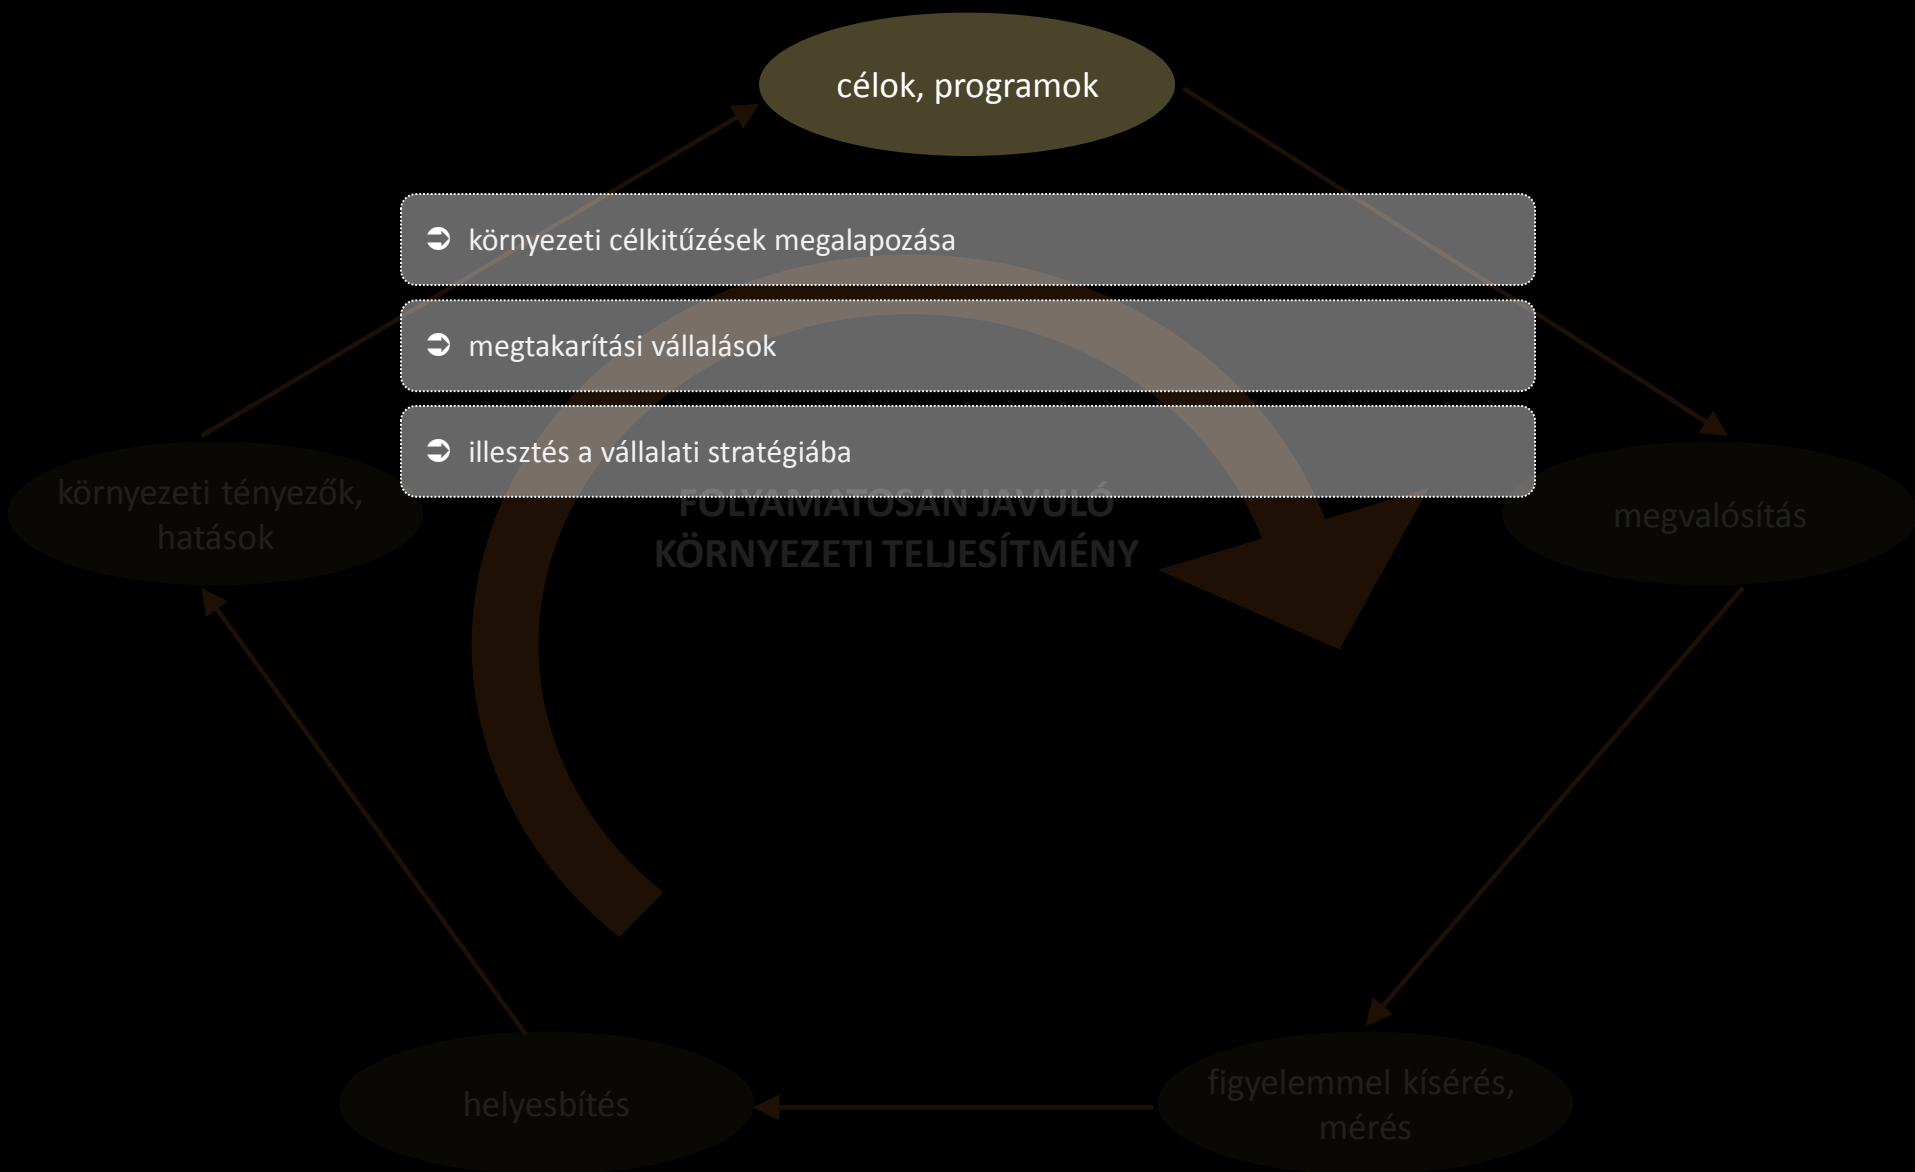 célok, programok
környezeti célkitűzések megalapozása
megtakarítási vállalások
illesztés a vállalati stratégiába
környezeti tényezők,
hatások
FOLYAMATOSAN JAVULÓ
KÖRNYEZETI TELJESÍTMÉNY
megvalósítás
helyesbítés
figyelemmel kísérés,
mérés